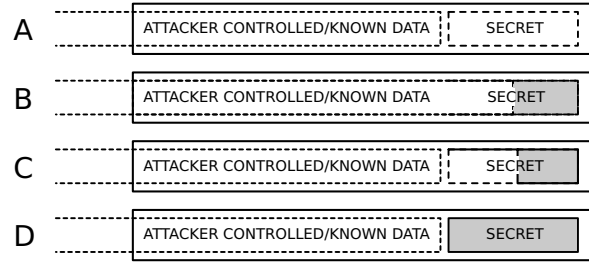 A ATTACKER CONTROLLED/KNOWN DATA SECRET
B ATTACKER CONTROLLED/KNOWN DATA SECRET
C ATTACKER CONTROLLED/KNOWN DATA SECRET
D ATTACKER CONTROLLED/KNOWN DATA SECRET